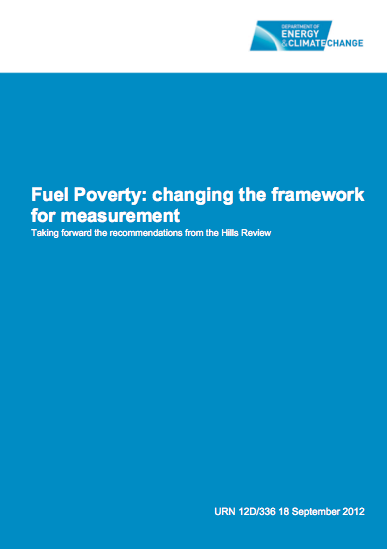 DEPARTMENT OF
ENERGY
& CLIMATE CHANGE
Fuel Poverty: changing the framework
for measurement
Taking forward the recommendations from the Hills Review
URN 12D/336 18 September 2012